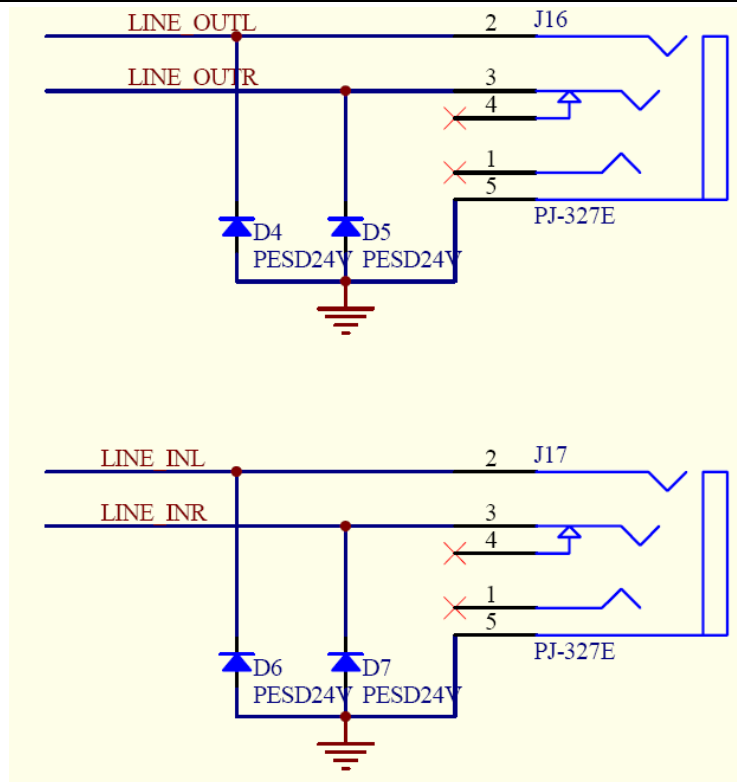 LINE_OUTL 2 J16
LINE_OUTR 3
4
1
5
PJ-327E
D4 D5
PESD24V PESD24V
LINE_INL 2 J17
LINE_INR 3
4
1
5
PJ-327E
D6 D7
PESD24V PESD24V